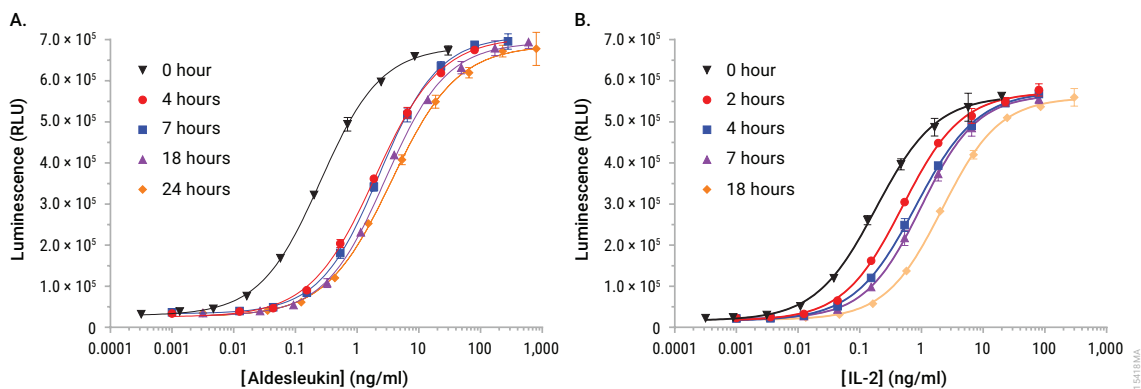 A.
7.0 × 10⁵
6.0 × 10⁵
5.0 × 10⁵
4.0 × 10⁵
3.0 × 10⁵
2.0 × 10⁵
1.0 × 10⁵
0
Luminescence (RLU)
0 hour
4 hours
7 hours
18 hours
24 hours
0.0001 0.001 0.01 0.1 1 10 100 1,000
[Aldesleukin] (ng/ml)
B.
7.0 × 10⁵
6.0 × 10⁵
5.0 × 10⁵
4.0 × 10⁵
3.0 × 10⁵
2.0 × 10⁵
1.0 × 10⁵
0
Luminescence (RLU)
0 hour
2 hours
4 hours
7 hours
18 hours
0.0001 0.001 0.01 0.1 1 10 100 1,000
[IL-2] (ng/ml)
15418MA